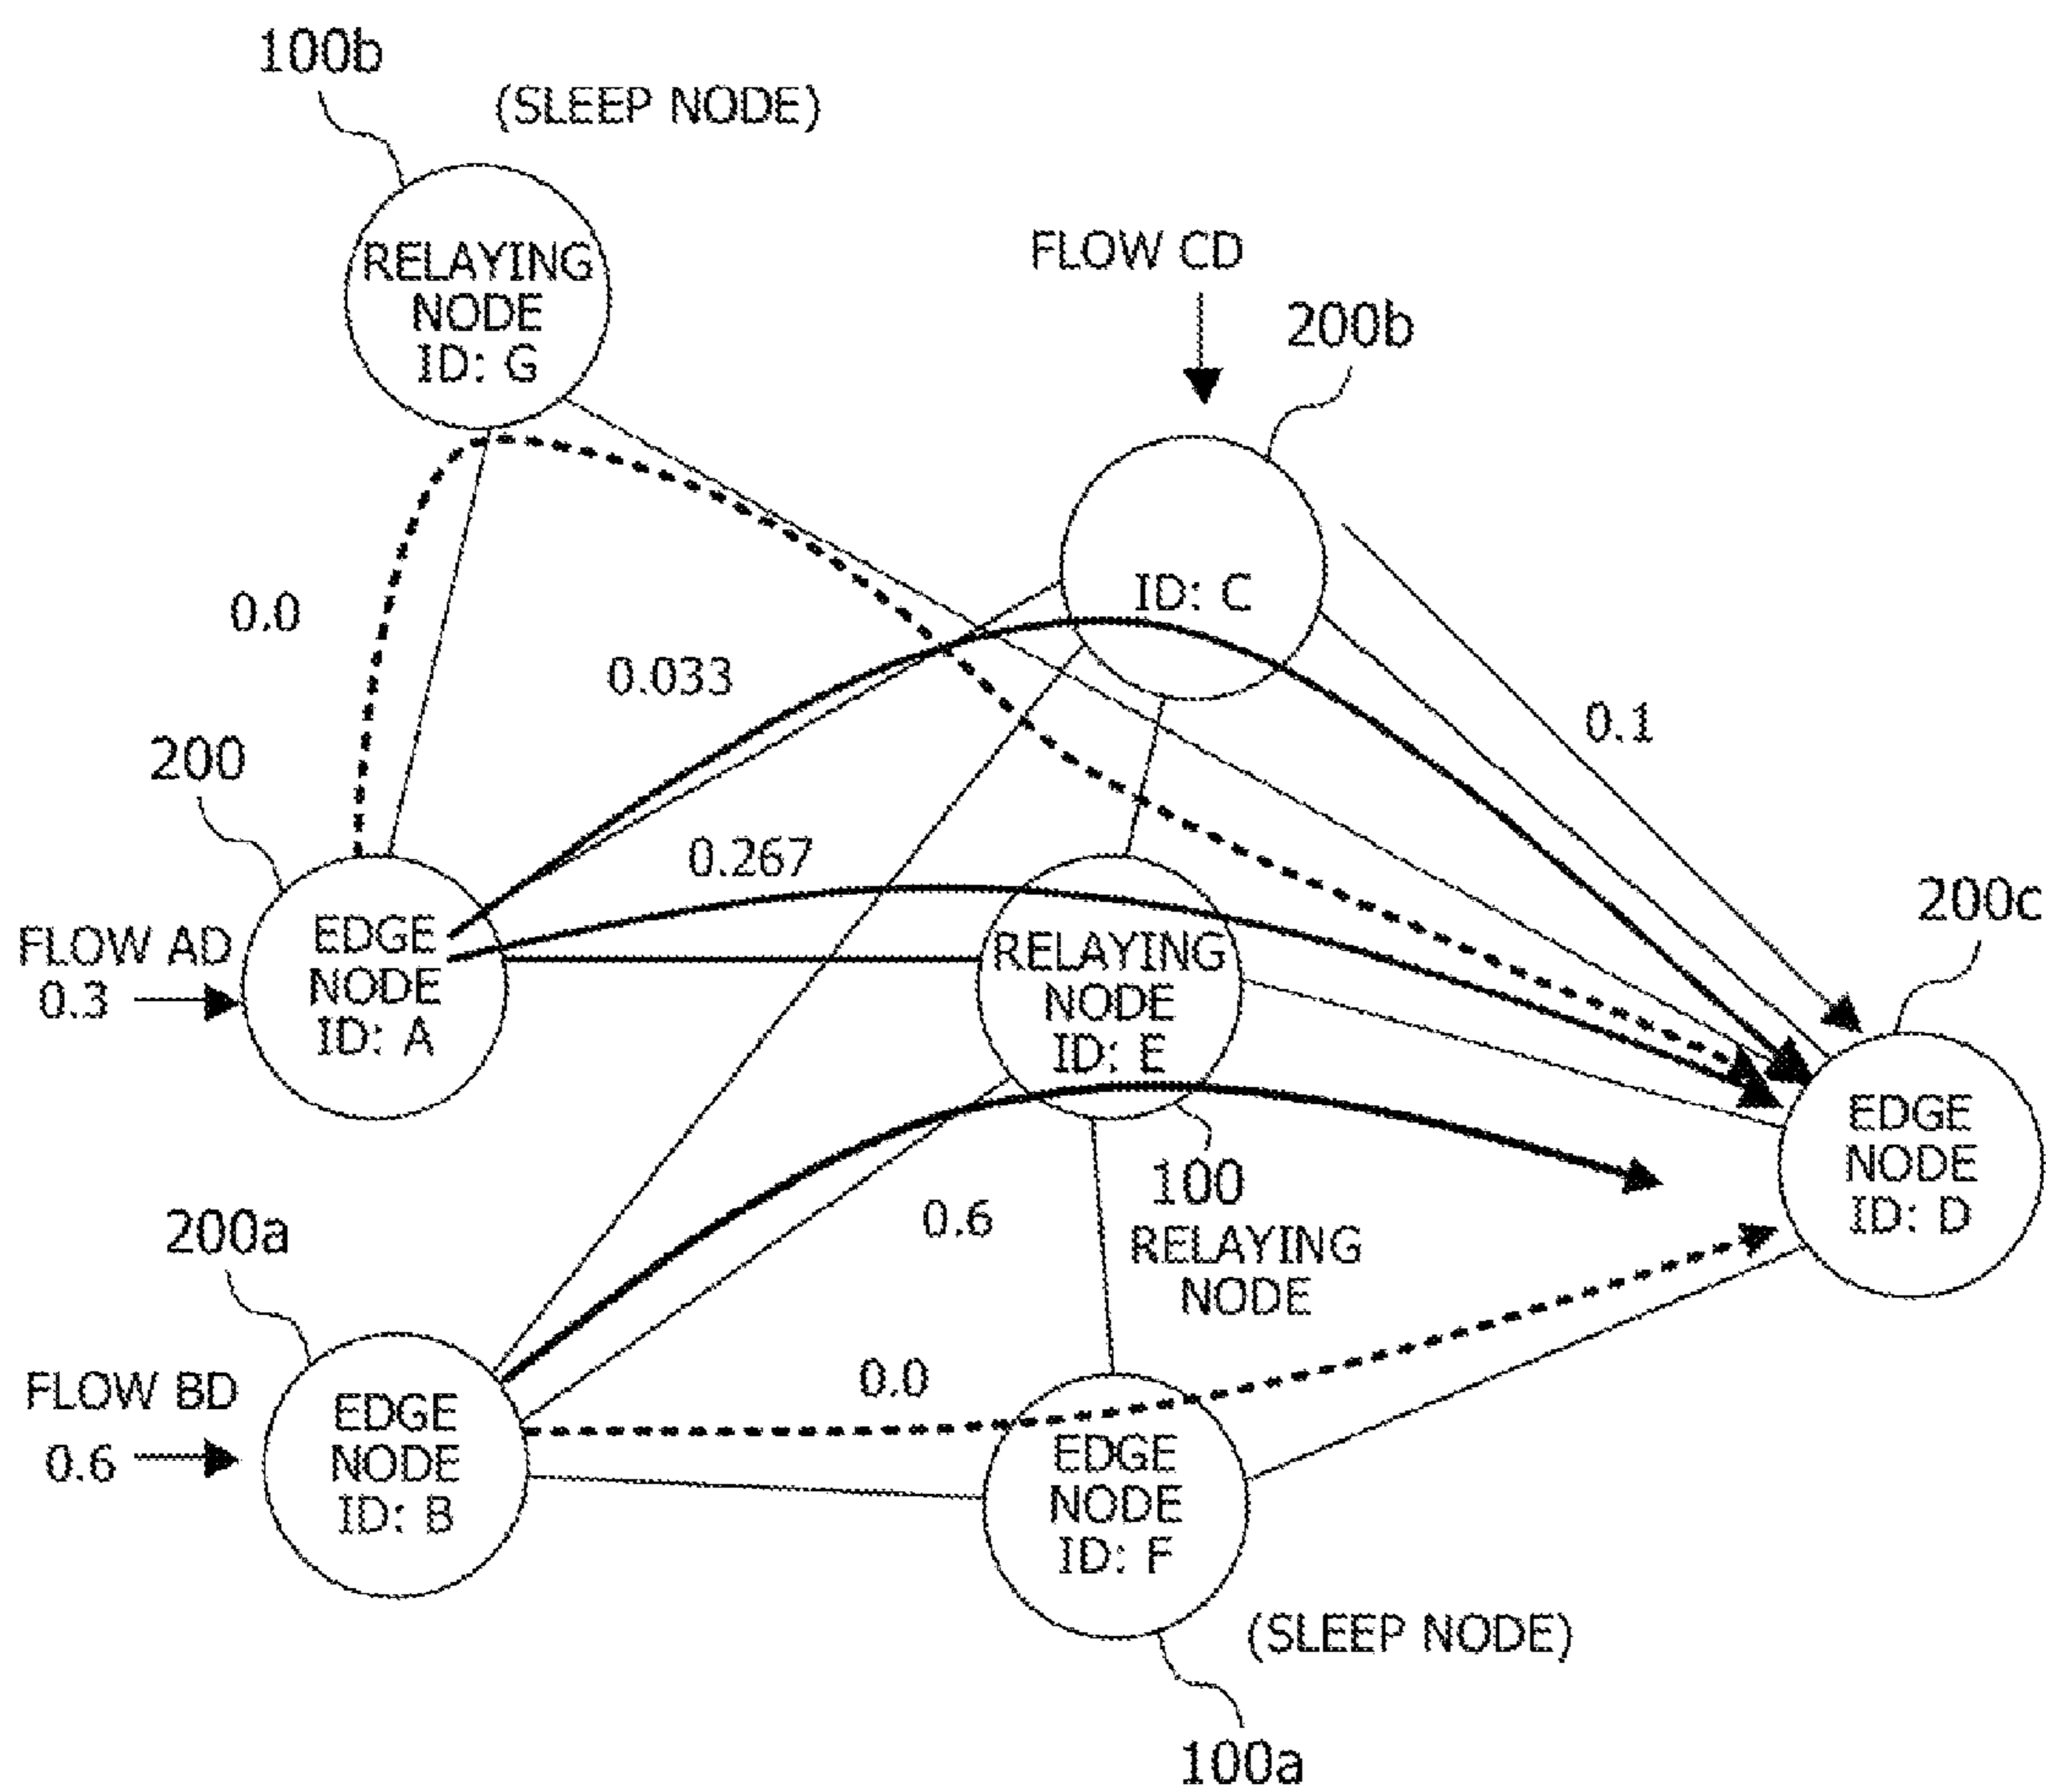 100b
(SLEEP NODE)
RELAYING
NODE
ID: G
FLOW CD
200b
ID: C
0.0
0.033
0.1
200
0.267
200c
FLOW AD
0.3
EDGE
NODE
ID: A
RELAYING
NODE
ID: E
EDGE
NODE
ID: D
100
RELAYING
NODE
0.6
200a
FLOW BD
0.6
EDGE
NODE
ID: B
0.0
EDGE
NODE
ID: F
(SLEEP NODE)
100a